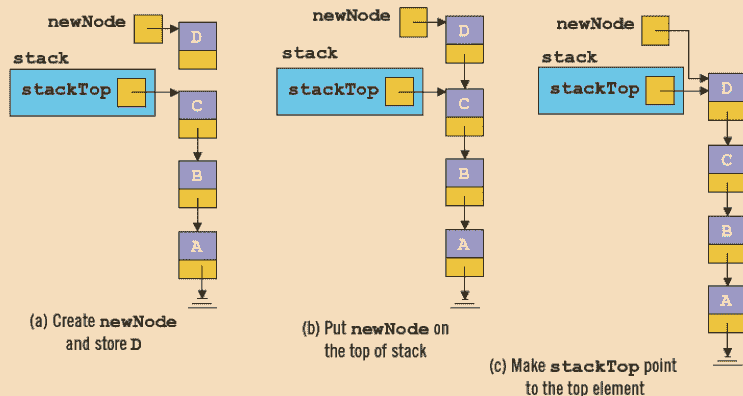 newNode
D
stack
stackTop
C
B
A
(a) Create newNode
and store D
newNode
D
stack
stackTop
C
B
A
(b) Put newNode on
the top of stack
newNode
stack
stackTop
D
C
B
A
(c) Make stackTop point
to the top element